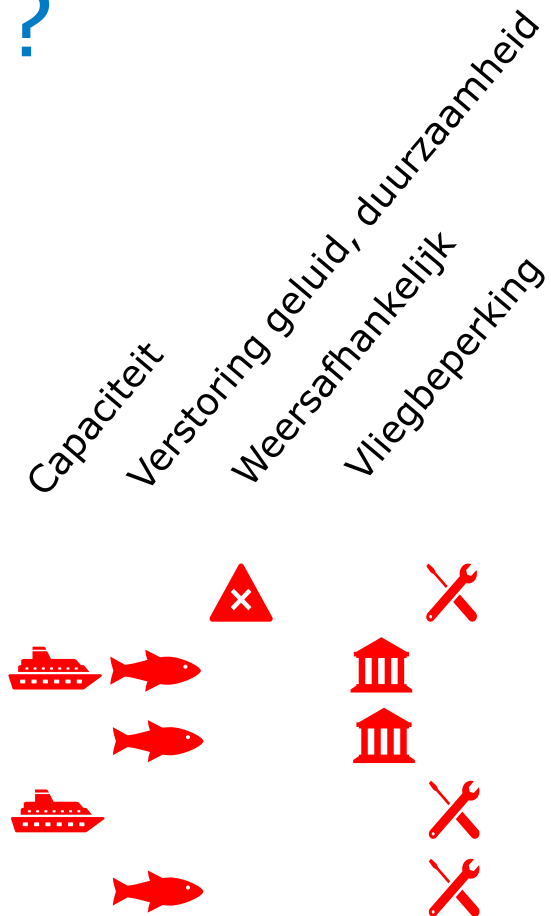 ?
Capaciteit
Verstoring geluid, duurzaamheid
Weersafhankelijk
Vliegbeperking